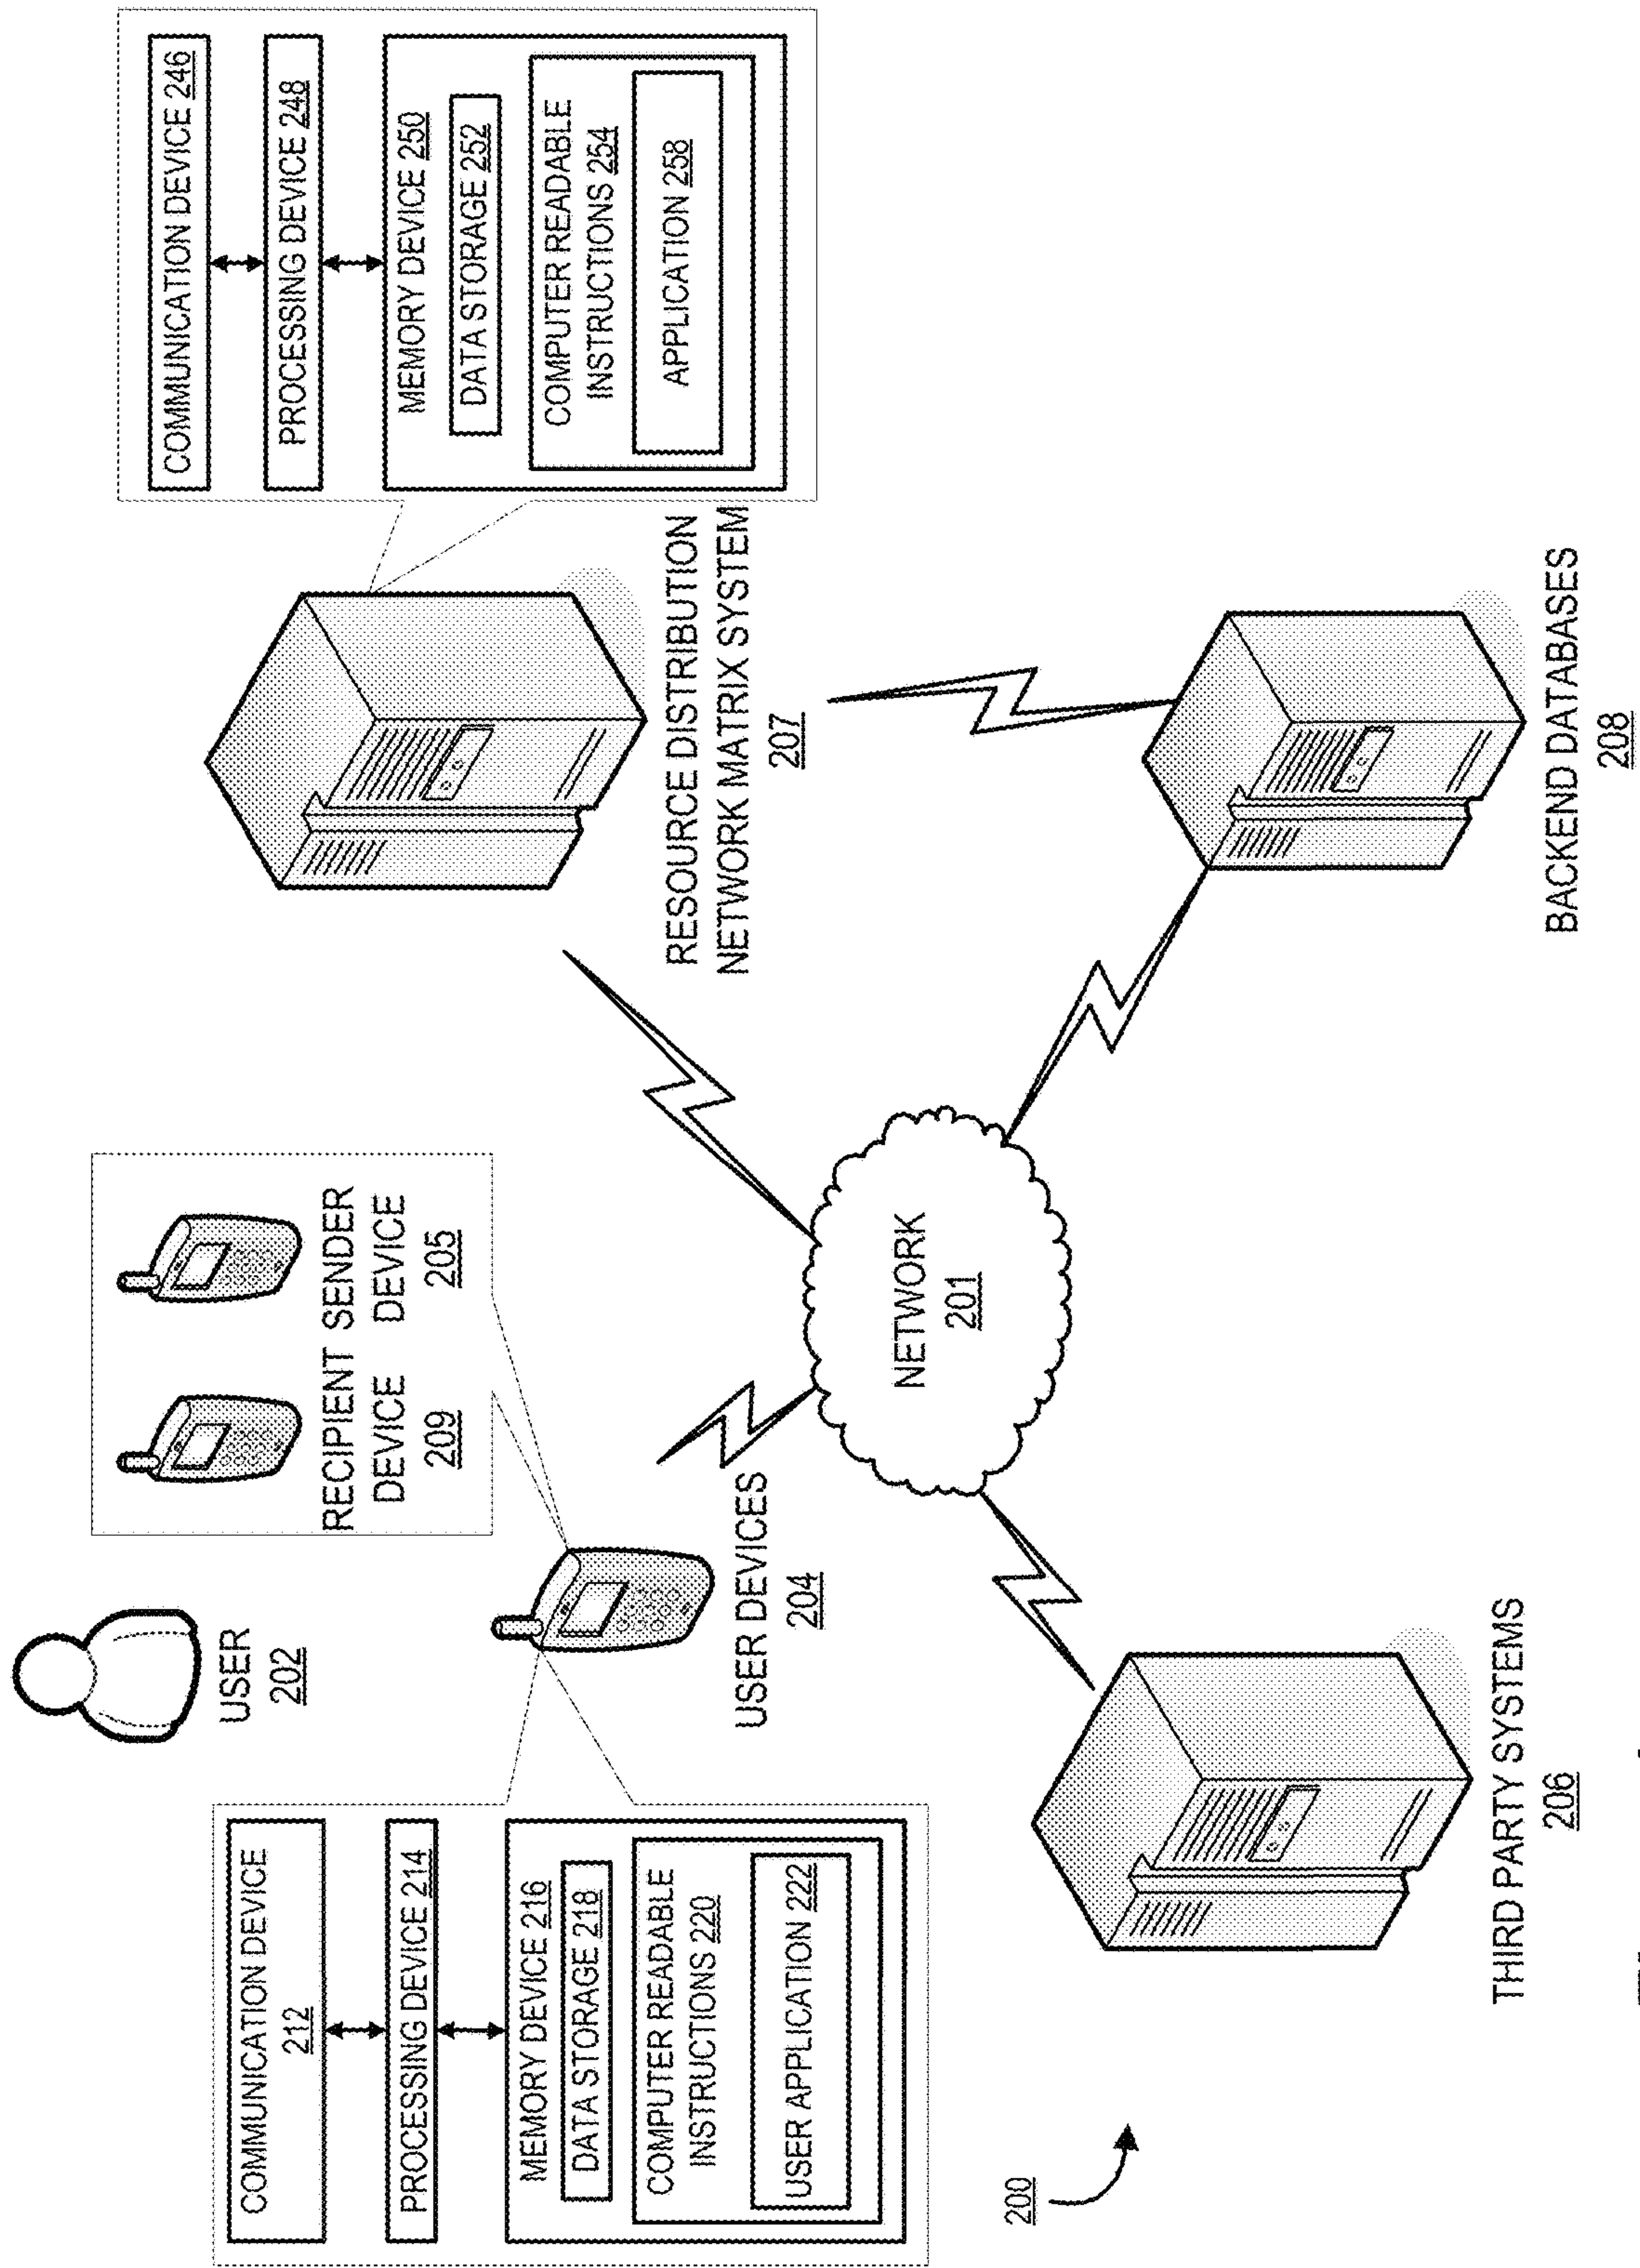 USER
202
COMMUNICATION DEVICE
212
PROCESSING DEVICE 214
MEMORY DEVICE 216
DATA STORAGE 218
COMPUTER READABLE
INSTRUCTIONS 220
USER APPLICATION 222
RECIPIENT
DEVICE
209
SENDER
DEVICE
205
USER DEVICES
204
COMMUNICATION DEVICE 246
PROCESSING DEVICE 248
MEMORY DEVICE 250
DATA STORAGE 252
COMPUTER READABLE
INSTRUCTIONS 254
APPLICATION 258
RESOURCE DISTRIBUTION
NETWORK MATRIX SYSTEM
207
NETWORK
201
200
THIRD PARTY SYSTEMS
206
BACKEND DATABASES
208